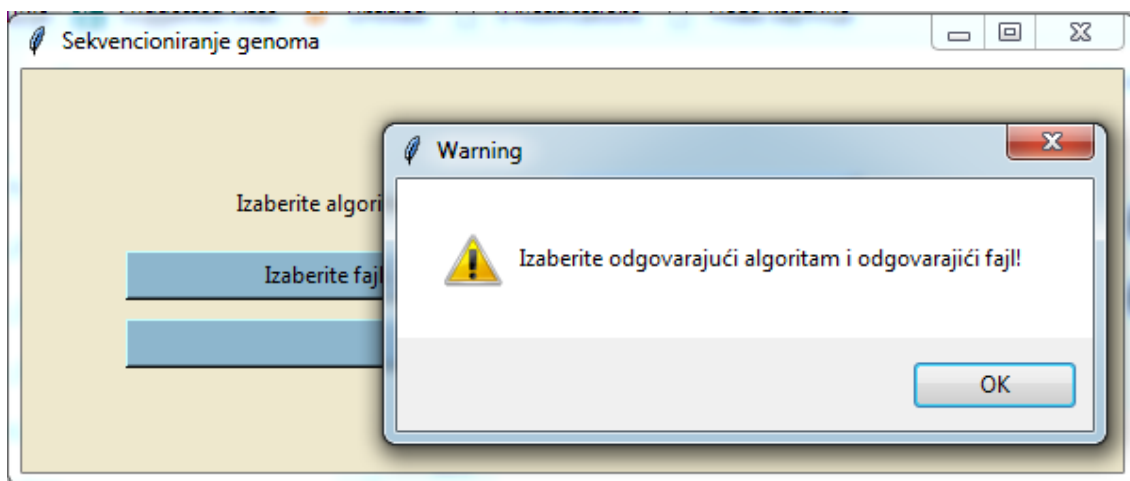 Sekvencioniranje genoma
Warning
Izaberite algori
Izaberite odgovarajući algoritam i odgovarajići fajl!
Izaberite fajl
OK